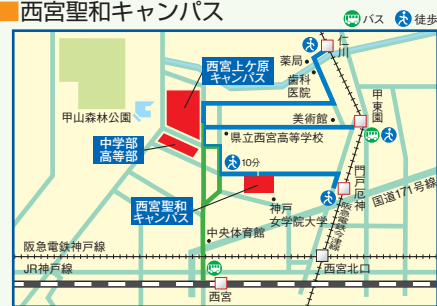 西宮聖和キャンパス
バス 徒歩
仁川
薬局
歯科
医院
西宮上ケ原
キャンパス
甲東園
甲山森林公園
美術館
県立西宮高等学校
中学部
高等部
10分
門戸厄神
国道171号線
西宮聖和
キャンパス
神戸
女学院大学
阪急電鉄今津線
中央体育館
阪急電鉄神戸線
西宮北口
JR神戸線
西宮